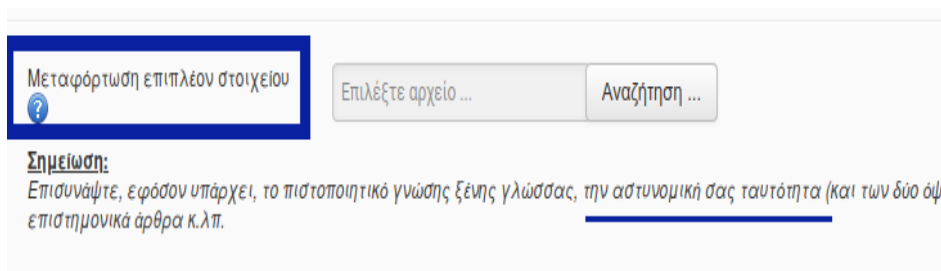 Μεταφόρτωση επιπλέον στοιχείου
?
Επιλέξτε αρχείο ... Αναζήτηση ...
Σημείωση:
Επισυνάψτε, εφόσον υπάρχει, το πιστοποιητικό γνώσης ξένης γλώσσας, την αστυνομική σας ταυτότητα (και των δύο
επιστημονικά άρθρα κ.λπ.